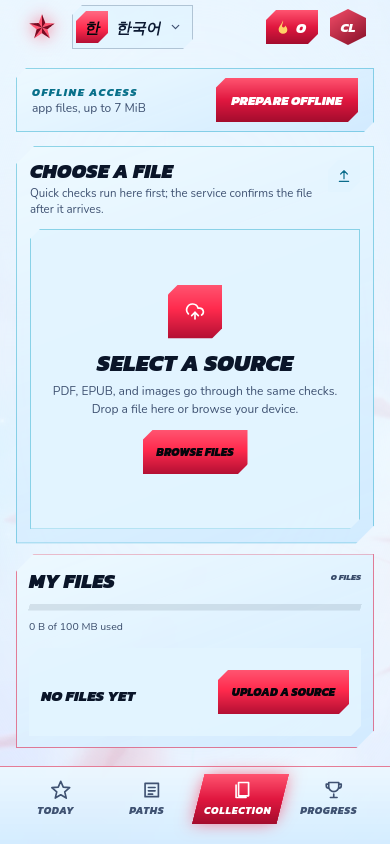 한 한국어
0
CL
OFFLINE ACCESS
app files, up to 7 MiB
PREPARE OFFLINE
CHOOSE A FILE
Quick checks run here first; the service confirms the file
after it arrives.
SELECT A SOURCE
PDF, EPUB, and images go through the same checks.
Drop a file here or browse your device.
BROWSE FILES
MY FILES
0 FILES
0 B of 100 MB used
NO FILES YET
UPLOAD A SOURCE
TODAY
PATHS
COLLECTION
PROGRESS